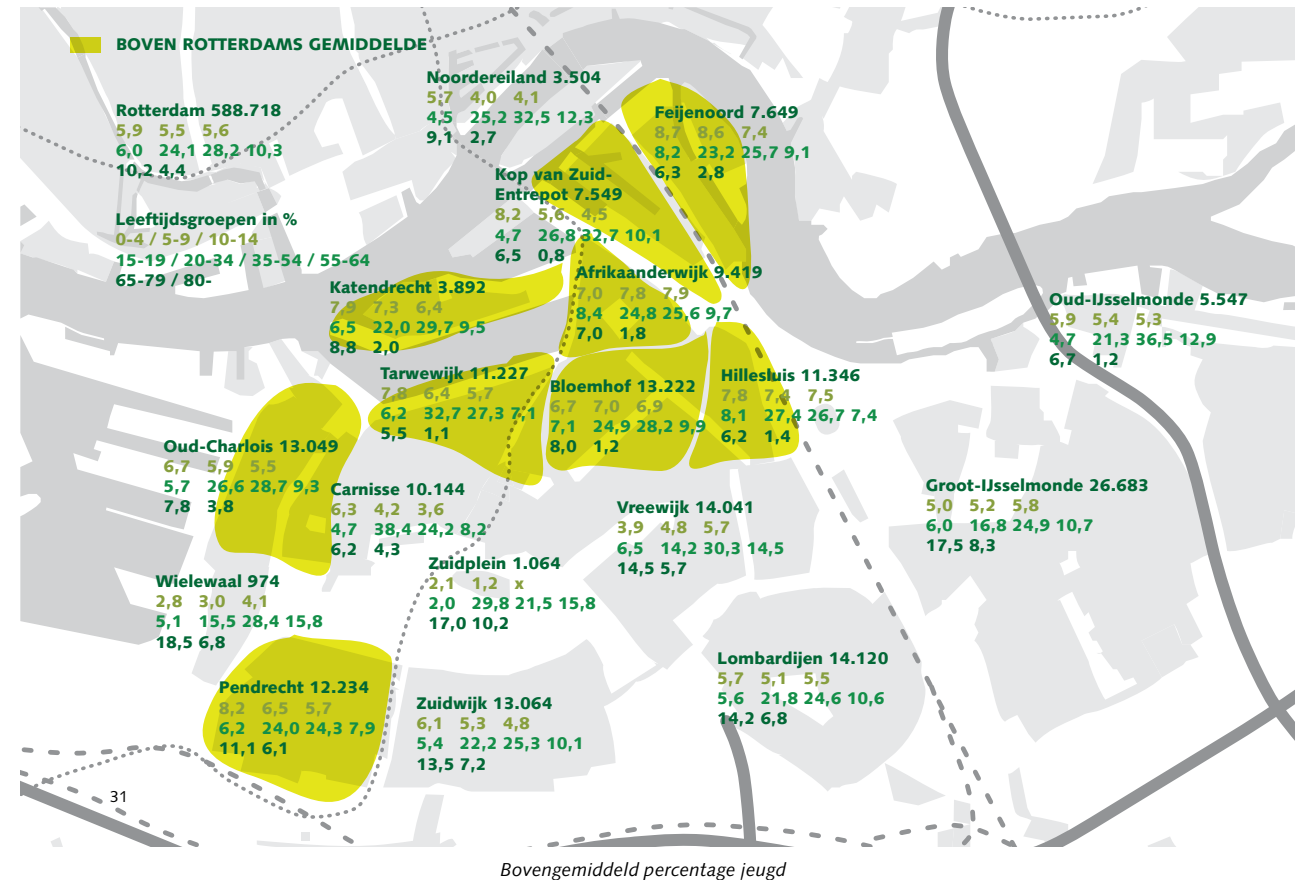 BOVEN ROTTERDAMS GEMIDDELDE
Rotterdam 588.718
5,9 5,5 5,6
6,0 24,1 28,2 10,3
10,2 4,4
Leeftijdsgroepen in %
0-4 / 5-9 / 10-14
15-19 / 20-34 / 35-54 / 55-64
65-79 / 80-
Noordereiland 3.504
5,7 4,0 4,1
4,5 25,2 32,5 12,3
9,1 2,7
Feijenoord 7.649
8,7 8,6 7,4
8,2 23,2 25,7 9,1
6,3 2,8
Kop van Zuid-
Entrepot 7.549
8,2 5,6 4,5
4,7 26,8 32,7 10,1
6,5 0,8
Afrikaanderwijk 9.419
7,0 7,8 7,9
8,4 24,8 25,6 9,7
7,0 1,8
Katendrecht 3.892
7,9 7,3 6,4
6,5 22,0 29,7 9,5
8,8 2,0
Oud-IJsselmonde 5.547
5,9 5,4 5,3
4,7 21,3 36,5 12,9
6,7 1,2
Tarwewijk 11.227
7,8 6,4 5,7
6,2 32,7 27,3 7,1
5,5 1,1
Bloemhof 13.222
6,7 7,0 6,9
7,1 24,9 28,2 9,9
8,0 1,2
Hillesluis 11.346
7,8 7,4 7,5
8,1 27,4 26,7 7,4
6,2 1,4
Oud-Charlois 13.049
6,7 5,9 5,5
5,7 26,6 28,7 9,3
7,8 3,8
Carnisse 10.144
6,3 4,2 3,6
4,7 38,4 24,2 8,2
6,2 4,3
Vreewijk 14.041
3,9 4,8 5,7
6,5 14,2 30,3 14,5
14,5 5,7
Groot-IJsselmonde 26.683
5,0 5,2 5,8
6,0 16,8 24,9 10,7
17,5 8,3
Wielewaal 974
2,8 3,0 4,1
5,1 15,5 28,4 15,8
18,5 6,8
Zuidplein 1.064
2,1 1,2 x
2,0 29,8 21,5 15,8
17,0 10,2
Pendrecht 12.234
8,2 6,5 5,7
6,2 24,0 24,3 7,9
11,1 6,1
Zuidwijk 13.064
6,1 5,3 4,8
5,4 22,2 25,3 10,1
13,5 7,2
Lombardijen 14.120
5,7 5,1 5,5
5,6 21,8 24,6 10,6
14,2 6,8
31
Bovengemiddeld percentage jeugd